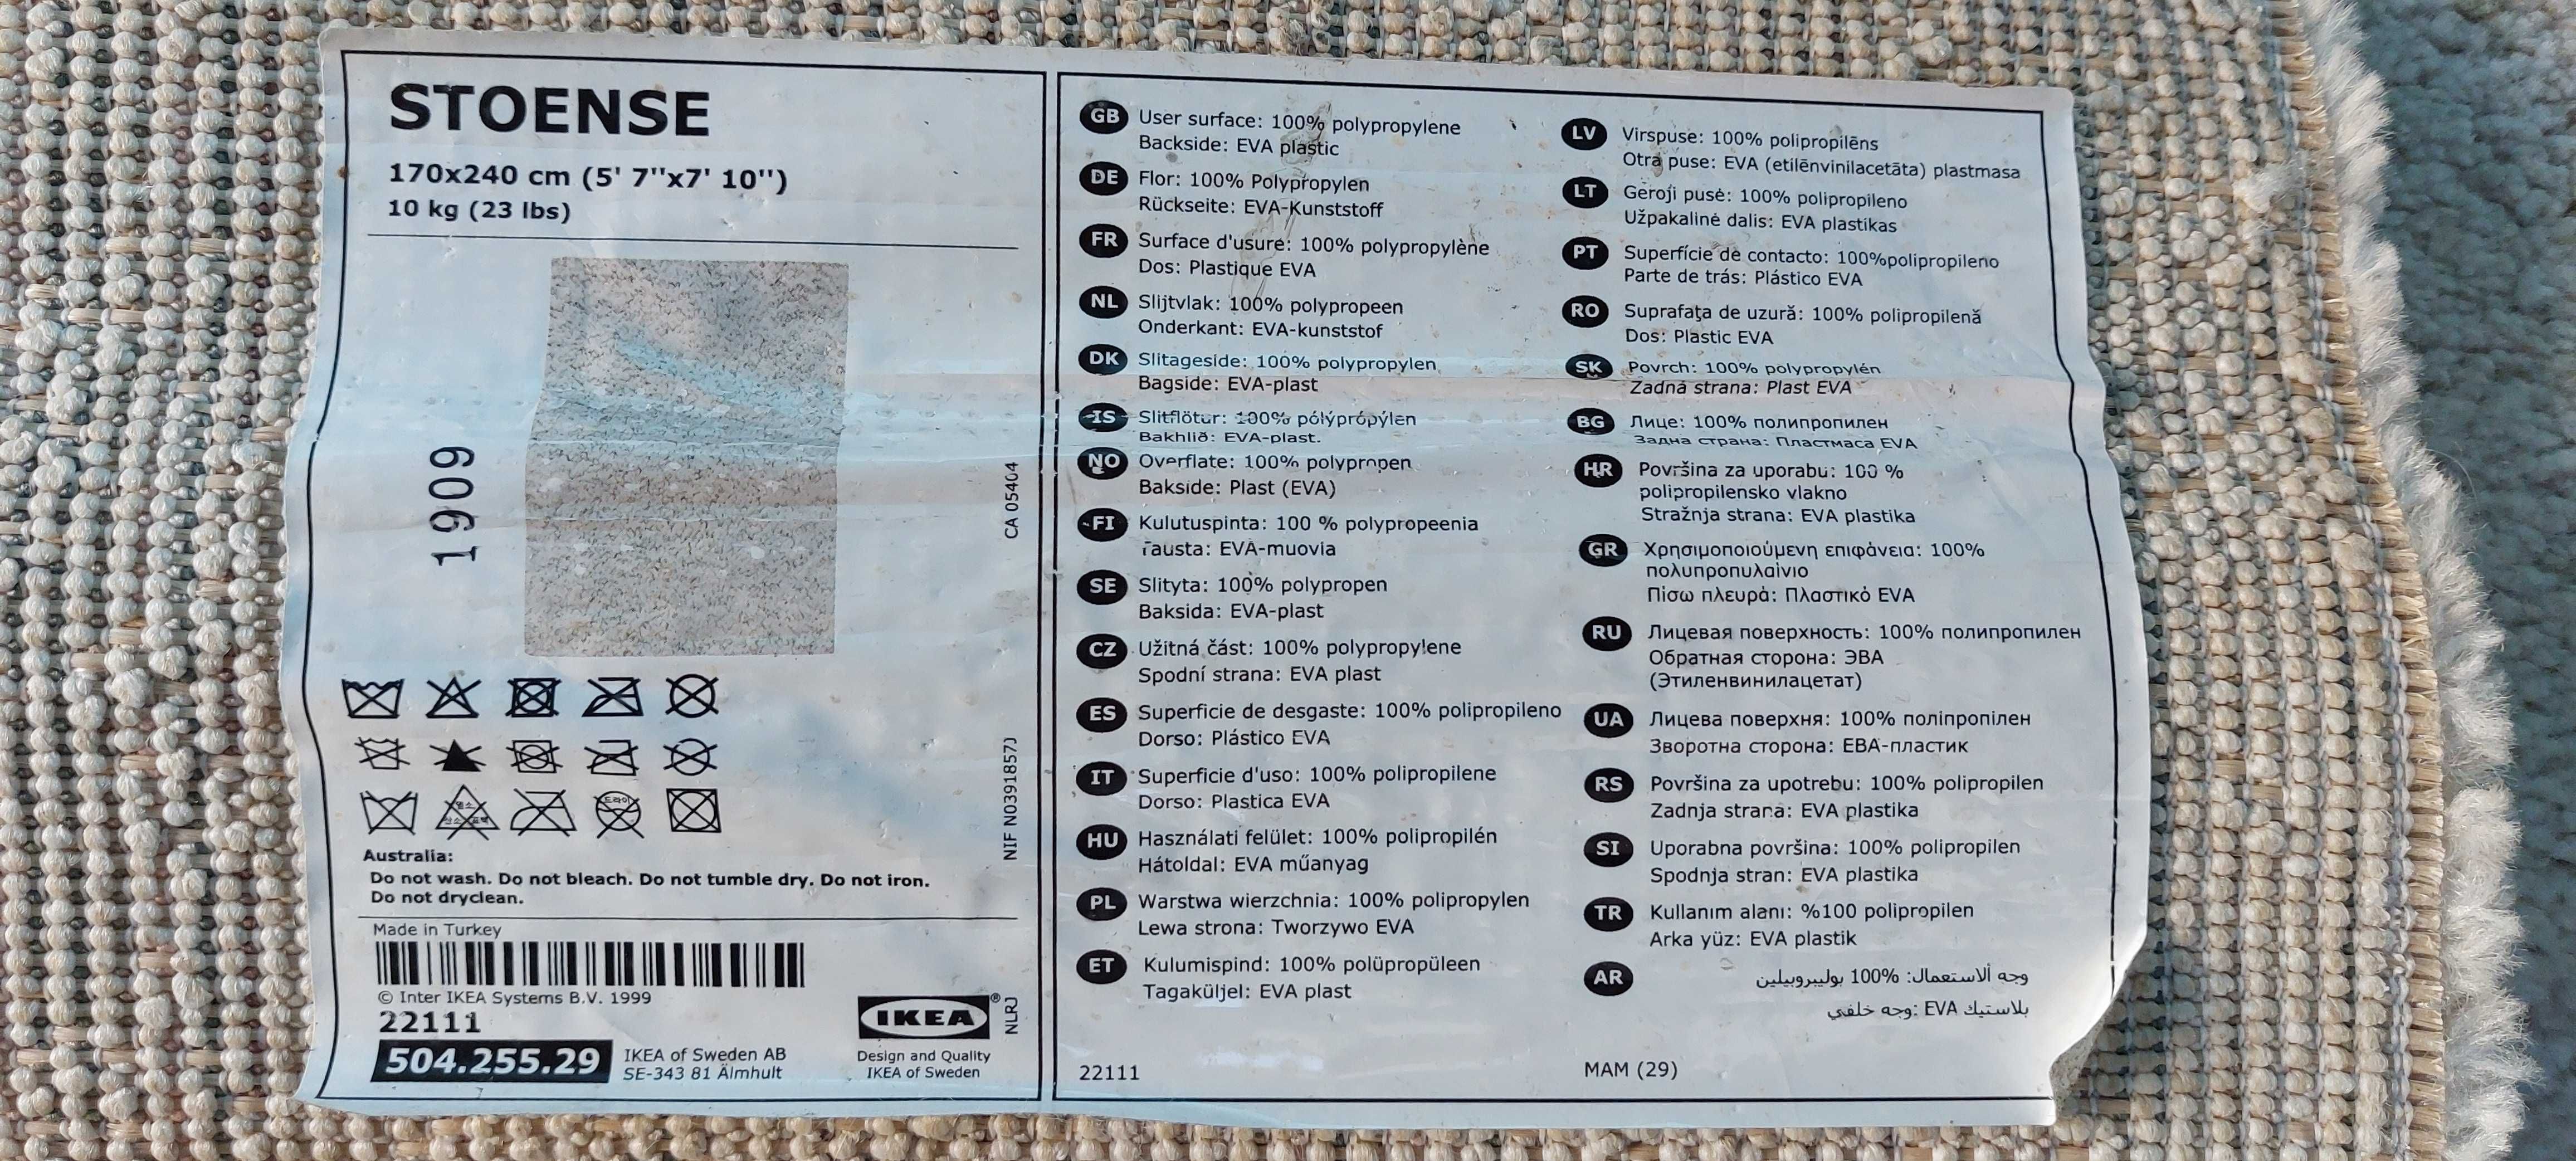 STOENSE
170x240 cm (5' 7''x7' 10'')
10 kg (23 lbs)
1909
CA 05404
NIF N0391857J
NLRJ
드라이
Australia:
Do not wash. Do not bleach. Do not tumble dry. Do not iron.
Do not dryclean.
Made in Turkey
© Inter IKEA Systems B.V. 1999
22111
504.255.29
IKEA of Sweden AB
SE-343 81 Älmhult
IKEA®
Design and Quality
IKEA of Sweden
GB User surface: 100% polypropylene
Backside: EVA plastic
DE Flor: 100% Polypropylen
Rückseite: EVA-Kunststoff
FR Surface d'usure: 100% polypropylène
Dos: Plastique EVA
NL Slijtvlak: 100% polypropeen
Onderkant: EVA-kunststof
DK Slitageside: 100% polypropylen
Bagside: EVA-plast
IS Slitflötur: 100% pólýprópýlen
Bakhlið: EVA-plast.
NO Overflate: 100% polypropen
Bakside: Plast (EVA)
FI Kulutuspinta: 100 % polypropeenia
Tausta: EVA-muovia
SE Slityta: 100% polypropen
Baksida: EVA-plast
CZ Užitná část: 100% polypropylene
Spodní strana: EVA plast
ES Superficie de desgaste: 100% polipropileno
Dorso: Plástico EVA
IT Superficie d'uso: 100% polipropilene
Dorso: Plastica EVA
HU Használati felület: 100% polipropilén
Hátoldal: EVA műanyag
PL Warstwa wierzchnia: 100% polipropylen
Lewa strona: Tworzywo EVA
ET Kulumispind: 100% polüpropüleen
Tagaküljel: EVA plast
22111
LV Virspuse: 100% polipropilēns
Otra puse: EVA (etilēnvinilacetāta) plastmasa
LT Geroji pusė: 100% polipropileno
Užpakalinė dalis: EVA plastikas
PT Superfície de contacto: 100%polipropileno
Parte de trás: Plástico EVA
RO Suprafaţa de uzură: 100% polipropilenă
Dos: Plastic EVA
SK Povrch: 100% polypropylén
Zadná strana: Plast EVA
BG Лице: 100% полипропилен
Задна страна: Пластмаса EVA
HR Površina za uporabu: 100 %
polipropilensko vlakno
Stražnja strana: EVA plastika
GR Χρησιμοποιούμενη επιφάνεια: 100%
πολυπροπυλαίνιο
Πίσω πλευρά: Πλαστικό EVA
RU Лицевая поверхность: 100% полипропилен
Обратная сторона: ЭВА
(Этиленвинилацетат)
UA Лицева поверхня: 100% поліпропілен
Зворотна сторона: ЕВА-пластик
RS Površina za upotrebu: 100% polipropilen
Zadnja strana: EVA plastika
SI Uporabna površina: 100% polipropilen
Spodnja stran: EVA plastika
TR Kullanım alanı: %100 polipropilen
Arka yüz: EVA plastik
AR وجه ألاستعمال: %100 بوليبروبيلين
بلاستيك EVA :وجه خلفي
MAM (29)